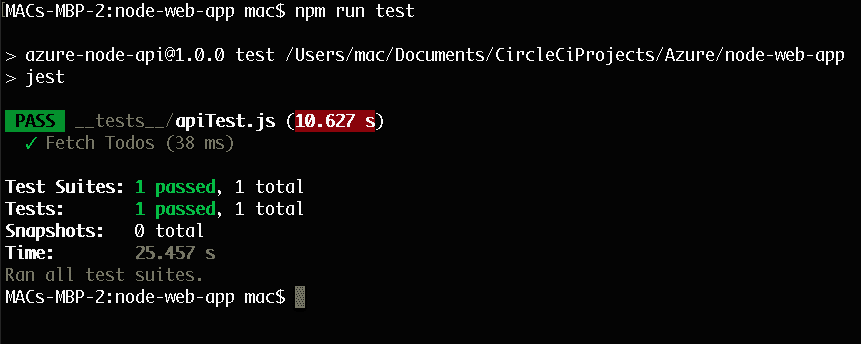 MACs-MBP-2:node-web-app mac$ npm run test
> azure-node-api@1.0.0 test /Users/mac/Documents/CircleCiProjects/Azure/node-web-app
> jest
PASS __tests__/apiTest.js (10.627 s)
✓ Fetch Todos (38 ms)
Test Suites: 1 passed, 1 total
Tests: 1 passed, 1 total
Snapshots: 0 total
Time: 25.457 s
Ran all test suites.
MACs-MBP-2:node-web-app mac$